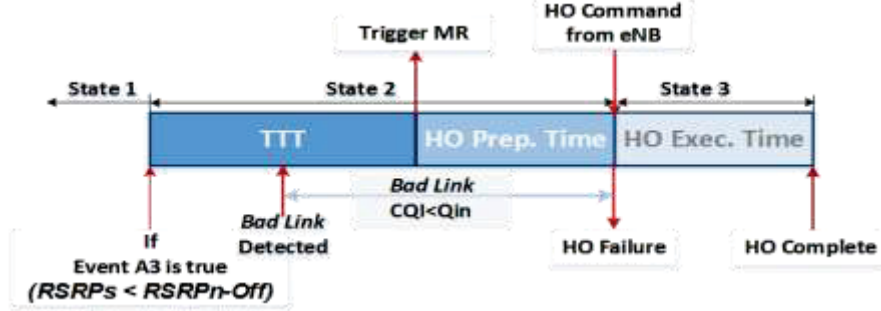 HO Command
from eNB
Trigger MR
State 1
State 2
State 3
TTT
HO Prep. Time
HO Exec. Time
Bad Link
CQI<Qin
Bad Link
Detected
If
Event A3 is true
(RSRPs < RSRPn-Off)
HO Failure
HO Complete